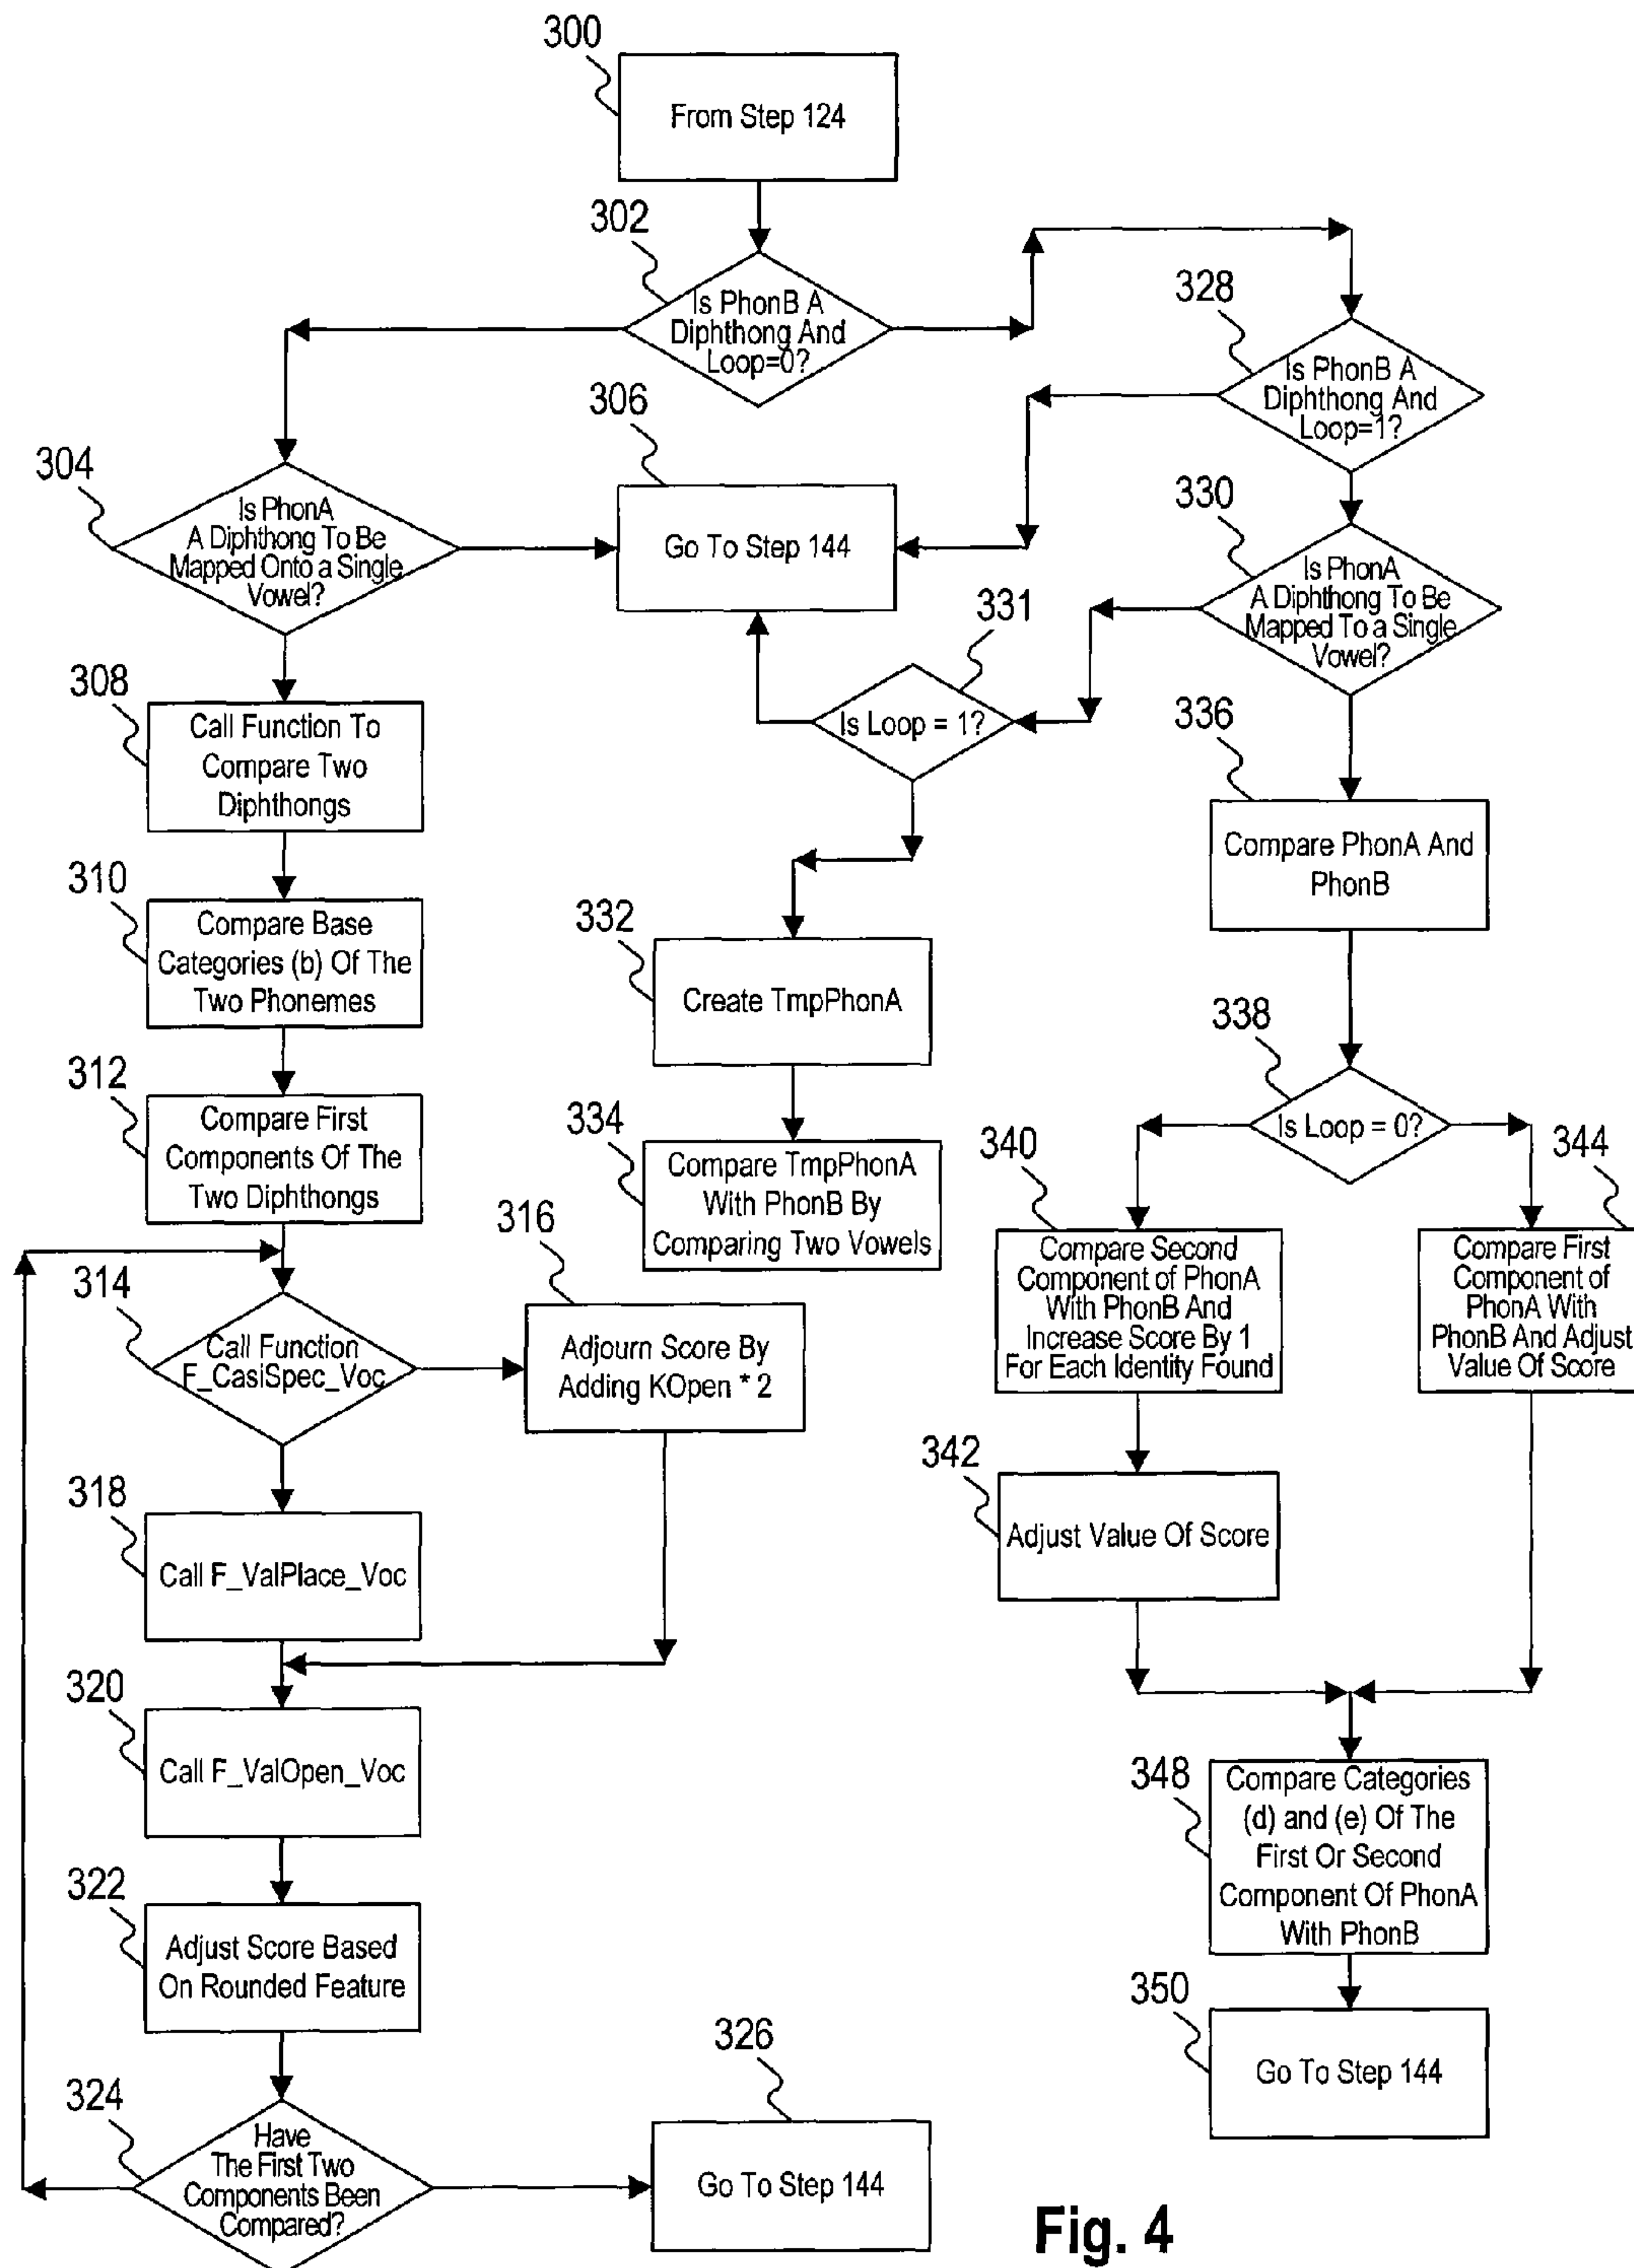 300
From Step 124
302
Is PhonB A
Diphthong And
Loop=0?
328
Is PhonB A
Diphthong And
Loop=1?
304
Is PhonA
A Diphthong To Be
Mapped Onto a Single
Vowel?
306
Go To Step 144
330
Is PhonA
A Diphthong To Be
Mapped To a Single
Vowel?
331
Is Loop = 1?
308
Call Function To
Compare Two
Diphthongs
336
Compare PhonA And
PhonB
310
Compare Base
Categories (b) Of The
Two Phonemes
332
Create TmpPhonA
338
Is Loop = 0?
312
Compare First
Components Of The
Two Diphthongs
334
Compare TmpPhonA
With PhonB By
Comparing Two Vowels
340
Compare Second
Component of PhonA
With PhonB And
Increase Score By 1
For Each Identity Found
344
Compare First
Component of
PhonA With
PhonB And Adjust
Value Of Score
314
Call Function
F_CasiSpec_Voc
316
Adjourn Score By
Adding KOpen * 2
318
Call F_ValPlace_Voc
342
Adjust Value Of Score
320
Call F_ValOpen_Voc
348
Compare Categories
(d) and (e) Of The
First Or Second
Component Of PhonA
With PhonB
322
Adjust Score Based
On Rounded Feature
350
Go To Step 144
324
Have
The First Two
Components Been
Compared?
326
Go To Step 144
Fig. 4